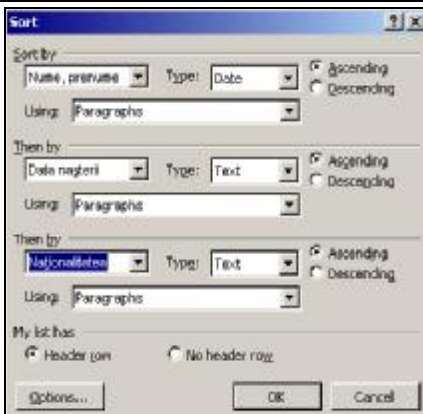 Sort
Sort by
Nume, prenume Type: Date Ascending
Descending
Using: Paragraphs
Then by
Data nașterii Type: Text Ascending
Descending
Using: Paragraphs
Then by
Naționalitatea Type: Text Ascending
Descending
Using: Paragraphs
My list has
Header row No header row
Options... OK Cancel